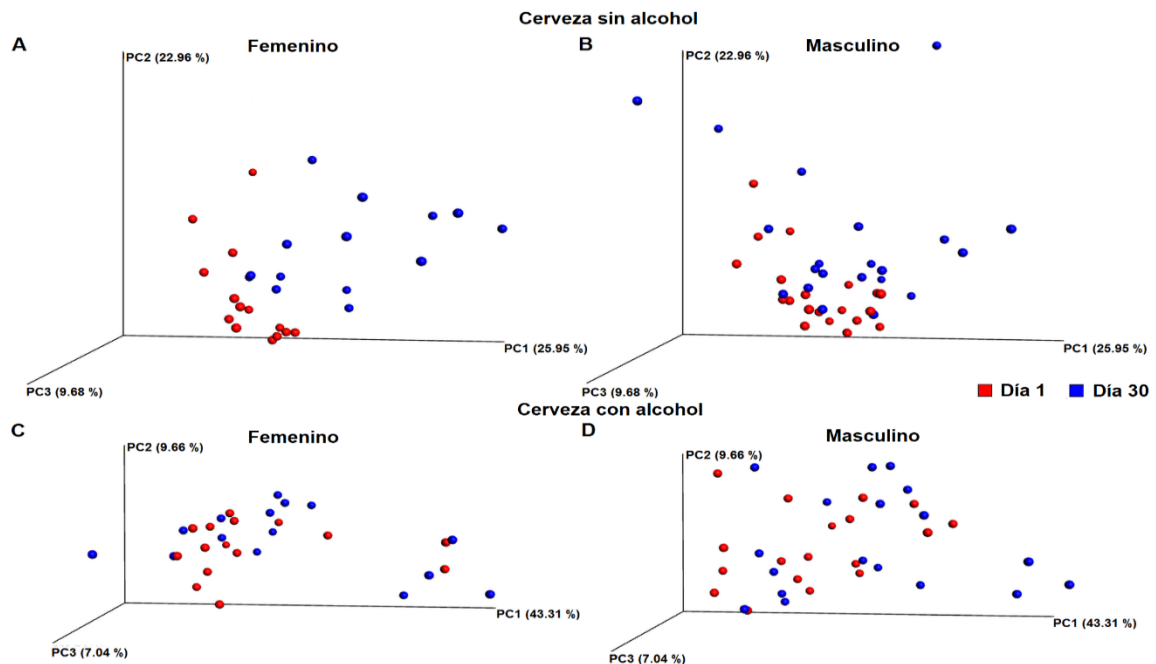 Cerveza sin alcohol
A
Femenino
B
Masculino
PC2 (22.96 %)
PC2 (22.96 %)
PC1 (25.95 %)
PC1 (25.95 %)
PC3 (9.68 %)
PC3 (9.68 %)
Día 1
Día 30
Cerveza con alcohol
C
Femenino
D
Masculino
PC2 (9.66 %)
PC2 (9.66 %)
PC1 (43.31 %)
PC1 (43.31 %)
PC3 (7.04 %)
PC3 (7.04 %)